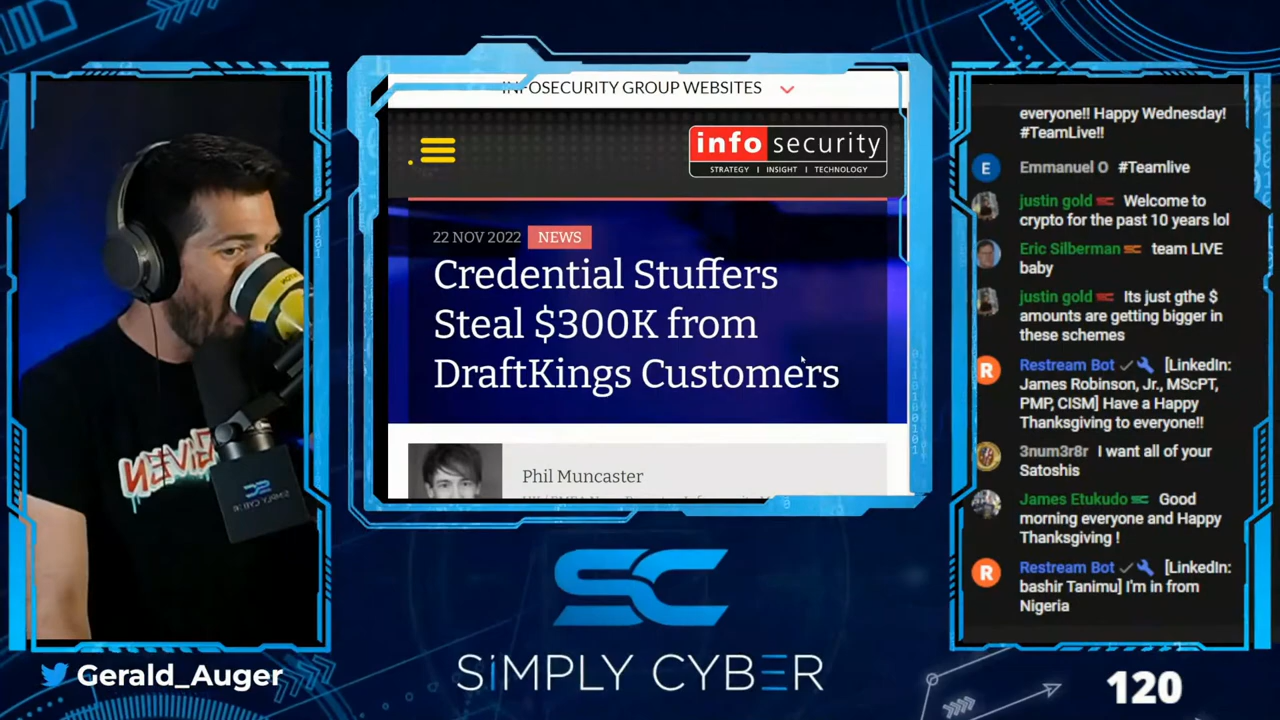 INFOSECURITY GROUP WEBSITES
info security
STRATEGY | INSIGHT | TECHNOLOGY
22 NOV 2022 NEWS
Credential Stuffers
Steal $300K from
DraftKings Customers
Phil Muncaster
SC
SIMPLY CYBER
Gerald_Auger
everyone!! Happy Wednesday!
#TeamLive!!
E Emmanuel O #Teamlive
justin gold Welcome to
crypto for the past 10 years lol
Eric Silberman team LIVE
baby
justin gold Its just gthe $
amounts are getting bigger in
these schemes
R Restream Bot [LinkedIn:
James Robinson, Jr., MScPT,
PMP, CISM] Have a Happy
Thanksgiving to everyone!!
3num3r8r I want all of your
Satoshis
James Etukudo Good
morning everyone and Happy
Thanksgiving !
R Restream Bot [LinkedIn:
bashir Tanimu] I'm in from
Nigeria
120